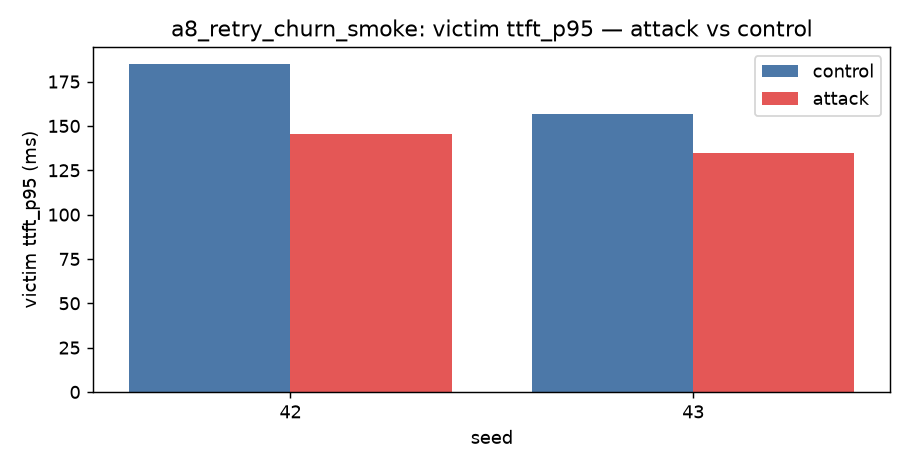 a8_retry_churn_smoke: victim ttft_p95 — attack vs control
control
attack
victim ttft_p95 (ms)
175
150
125
100
75
50
25
0
42
43
seed